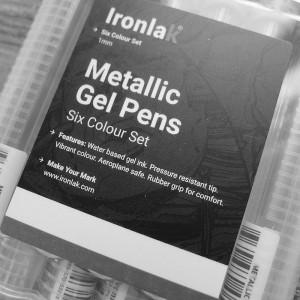 Ironlak
Six Colour Set
1mm
Metallic
Gel Pens
Six Colour Set
Features: Water based gel ink. Pressure resistant tip.
Vibrant colour. Aeroplane safe. Rubber grip for comfort.
Make Your Mark
www.ironlak.com
METALLIC